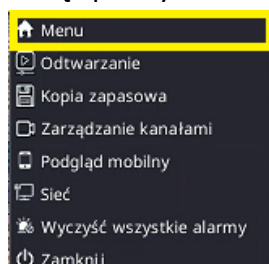 Menu
Odtwarzanie
Kopia zapasowa
Zarządzanie kanałami
Podgląd mobilny
Sieć
Wyczyść wszystkie alarmy
Zamknij